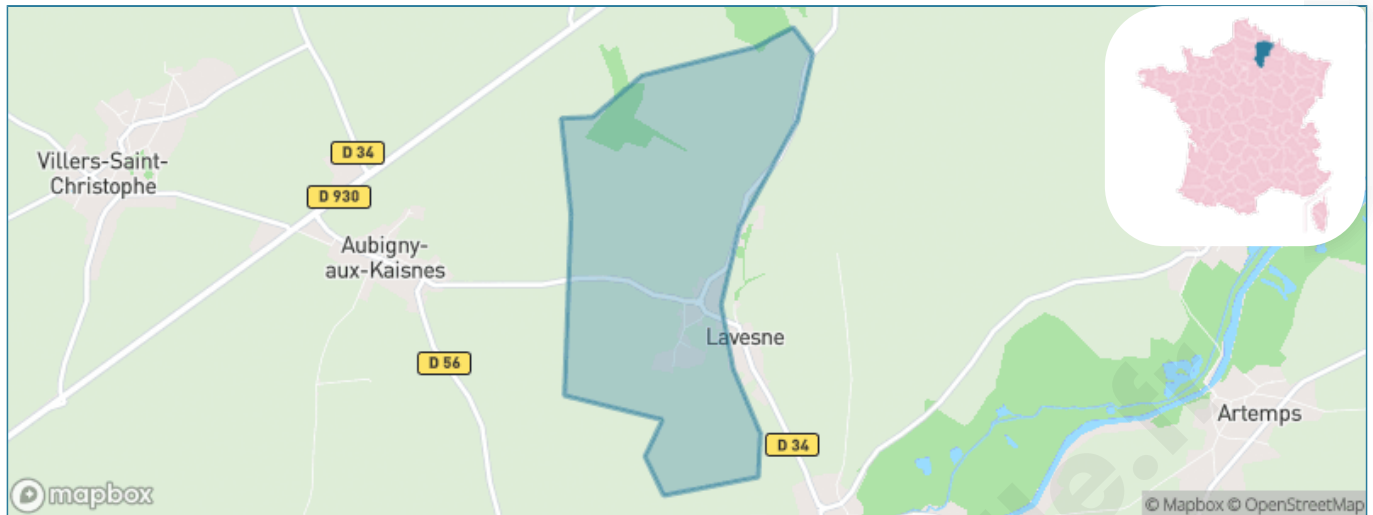 Villers-Saint-
Christophe
D 34
D 930
Aubigny-
aux-Kaisnes
D 56
Lavesne
D 34
Artemps
mapbox
© Mapbox © OpenStreetMap